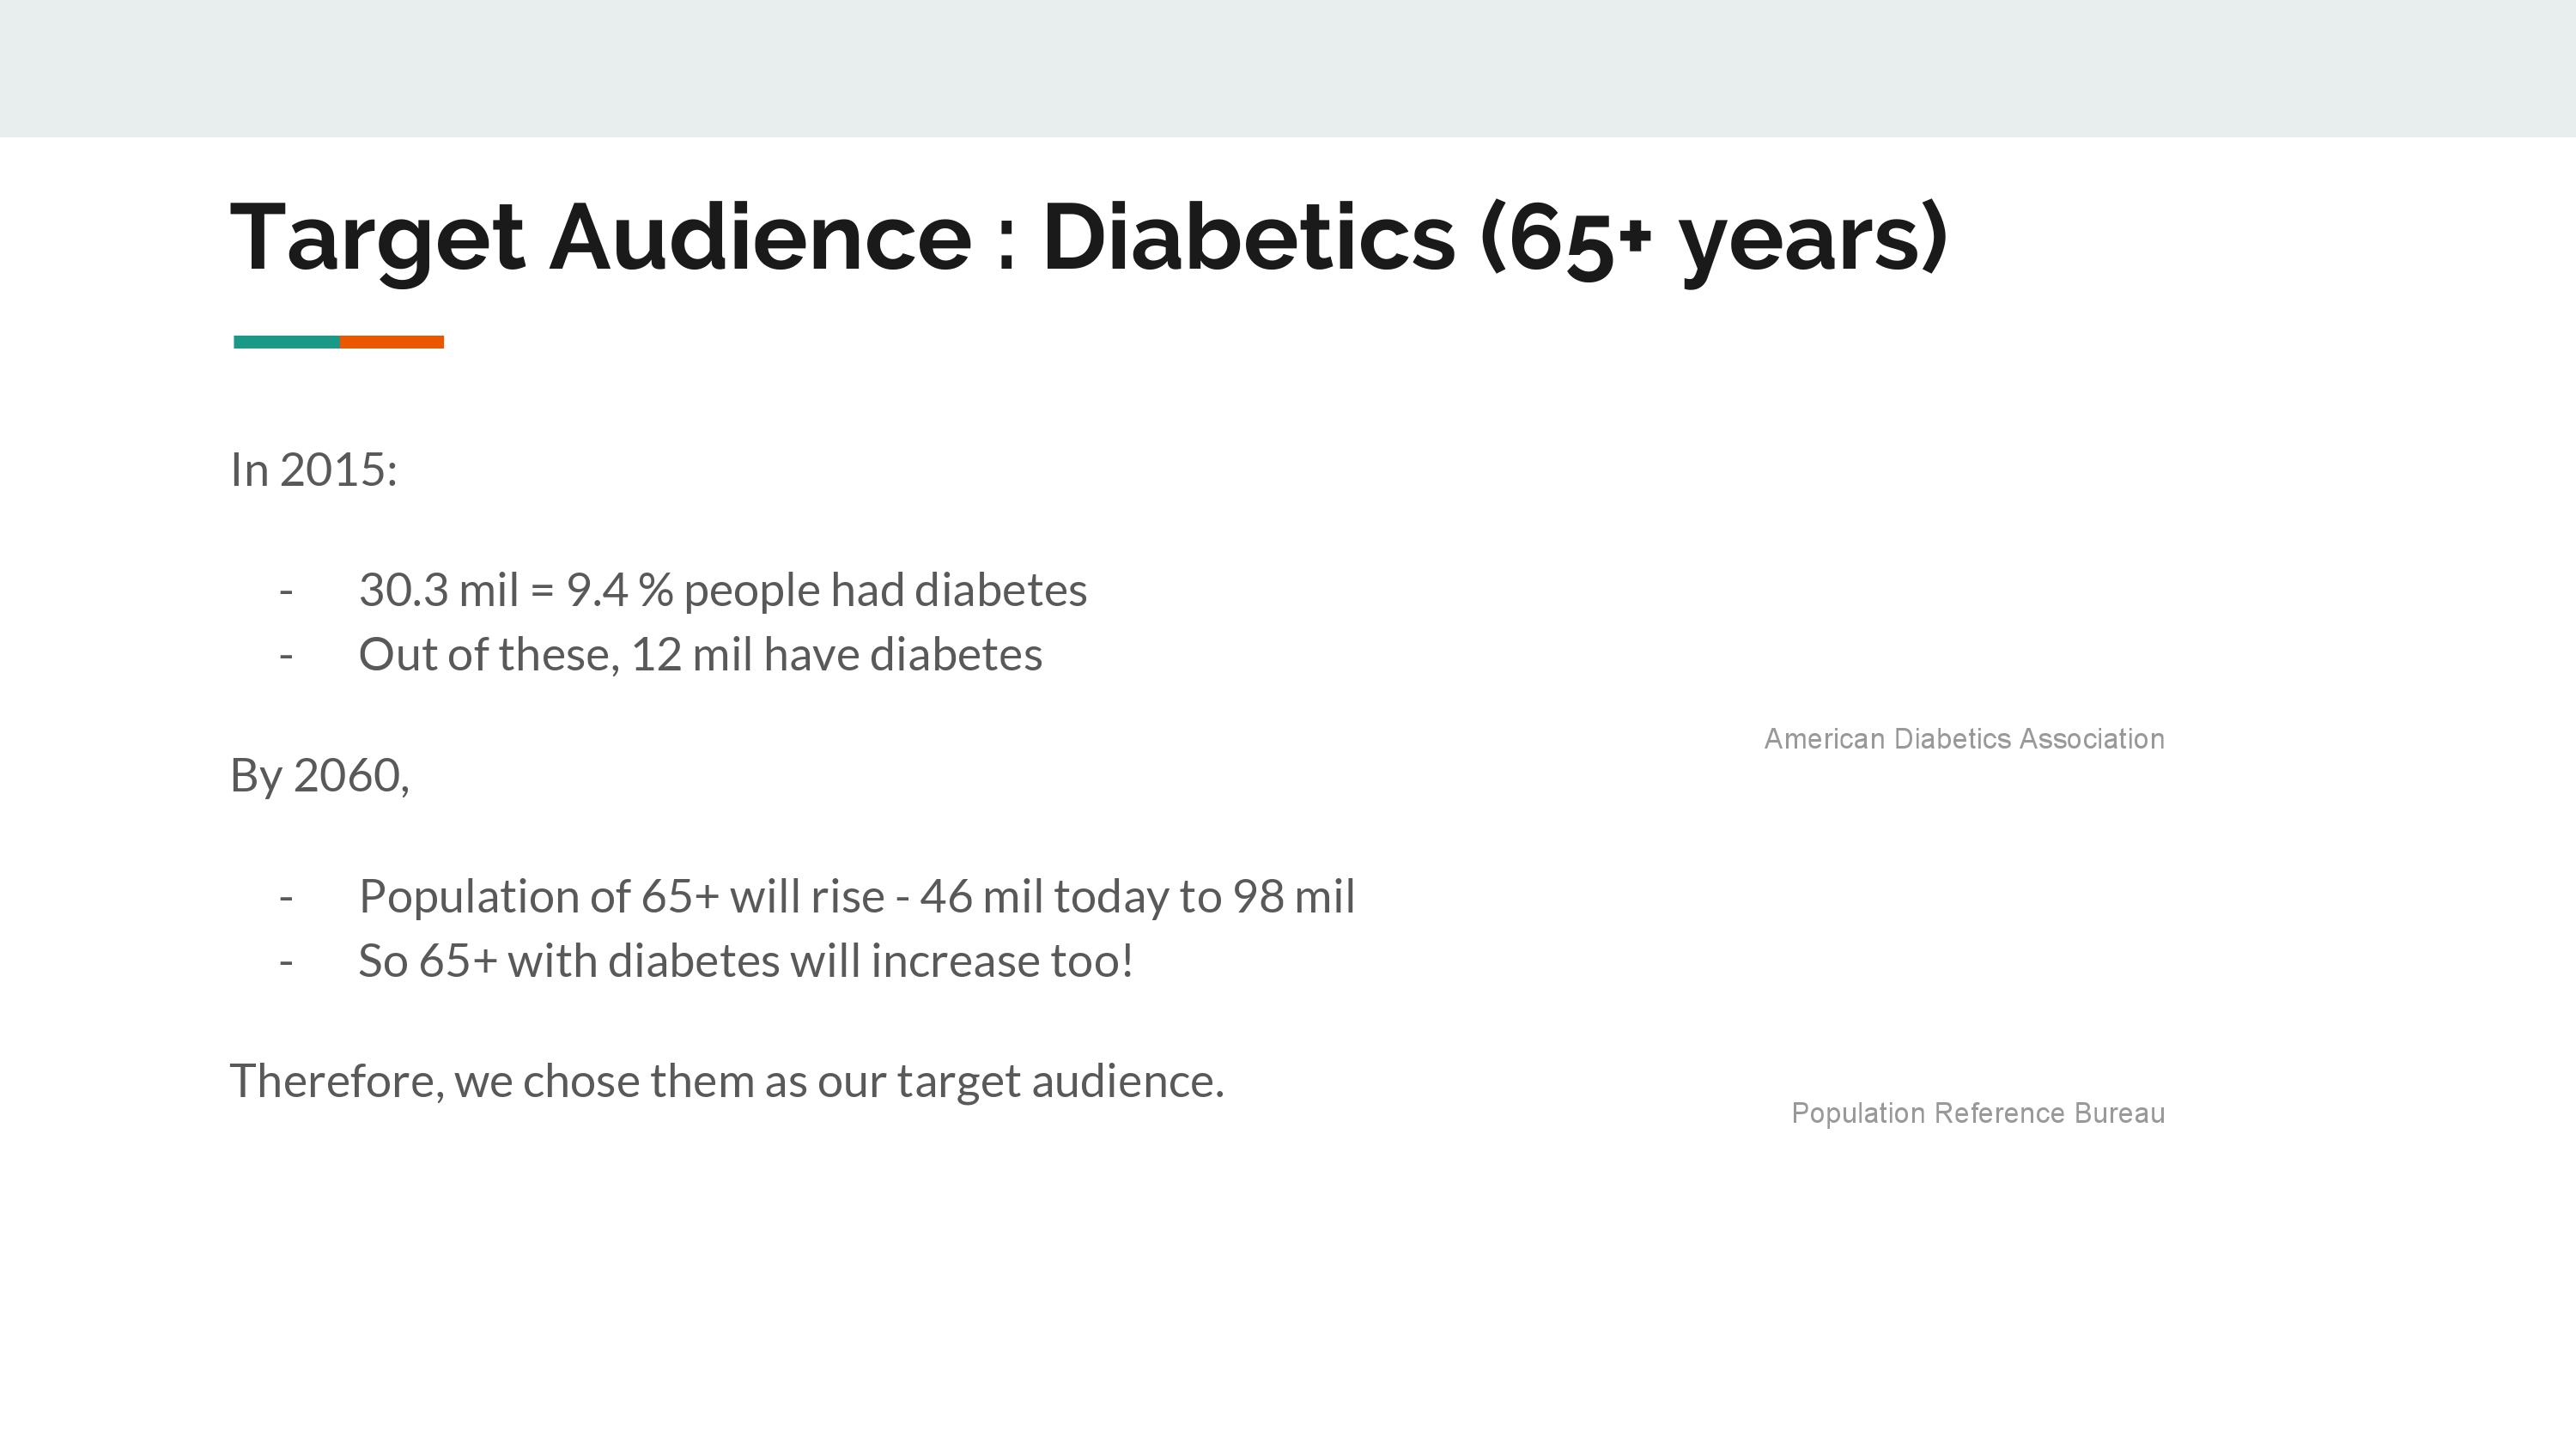 Target Audience : Diabetics (65+ years)
In 2015:
- 30.3 mil = 9.4 % people had diabetes
- Out of these, 12 mil have diabetes
American Diabetics Association
By 2060,
- Population of 65+ will rise - 46 mil today to 98 mil
- So 65+ with diabetes will increase too!
Therefore, we chose them as our target audience.
Population Reference Bureau